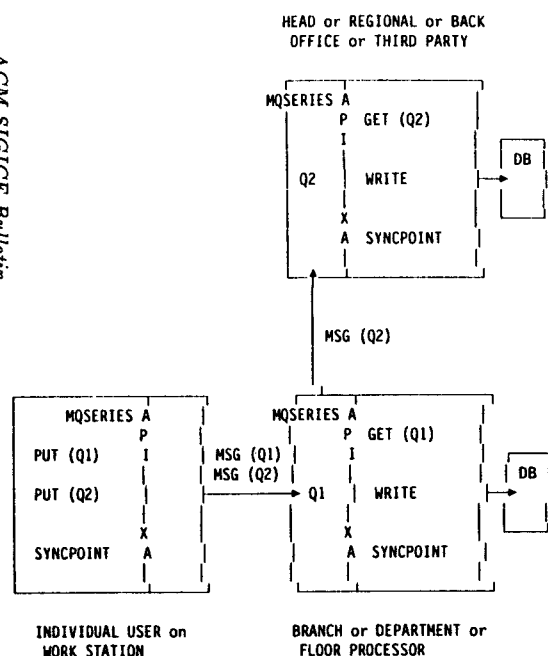 HEAD or REGIONAL or BACK
OFFICE or THIRD PARTY
ACM SIGICE Bulletin
MQSERIES A
P GET (Q2)
I
DB
Q2 WRITE
X
A SYNCPOINT
MSG (Q2)
MQSERIES A
P
PUT (Q1) I
PUT (Q2)
X
SYNCPOINT A
MSG (Q1)
MSG (Q2)
MQSERIES A
P GET (Q1)
I
DB
Q1 WRITE
X
A SYNCPOINT
INDIVIDUAL USER on
WORK STATION
BRANCH or DEPARTMENT or
FLOOR PROCESSOR